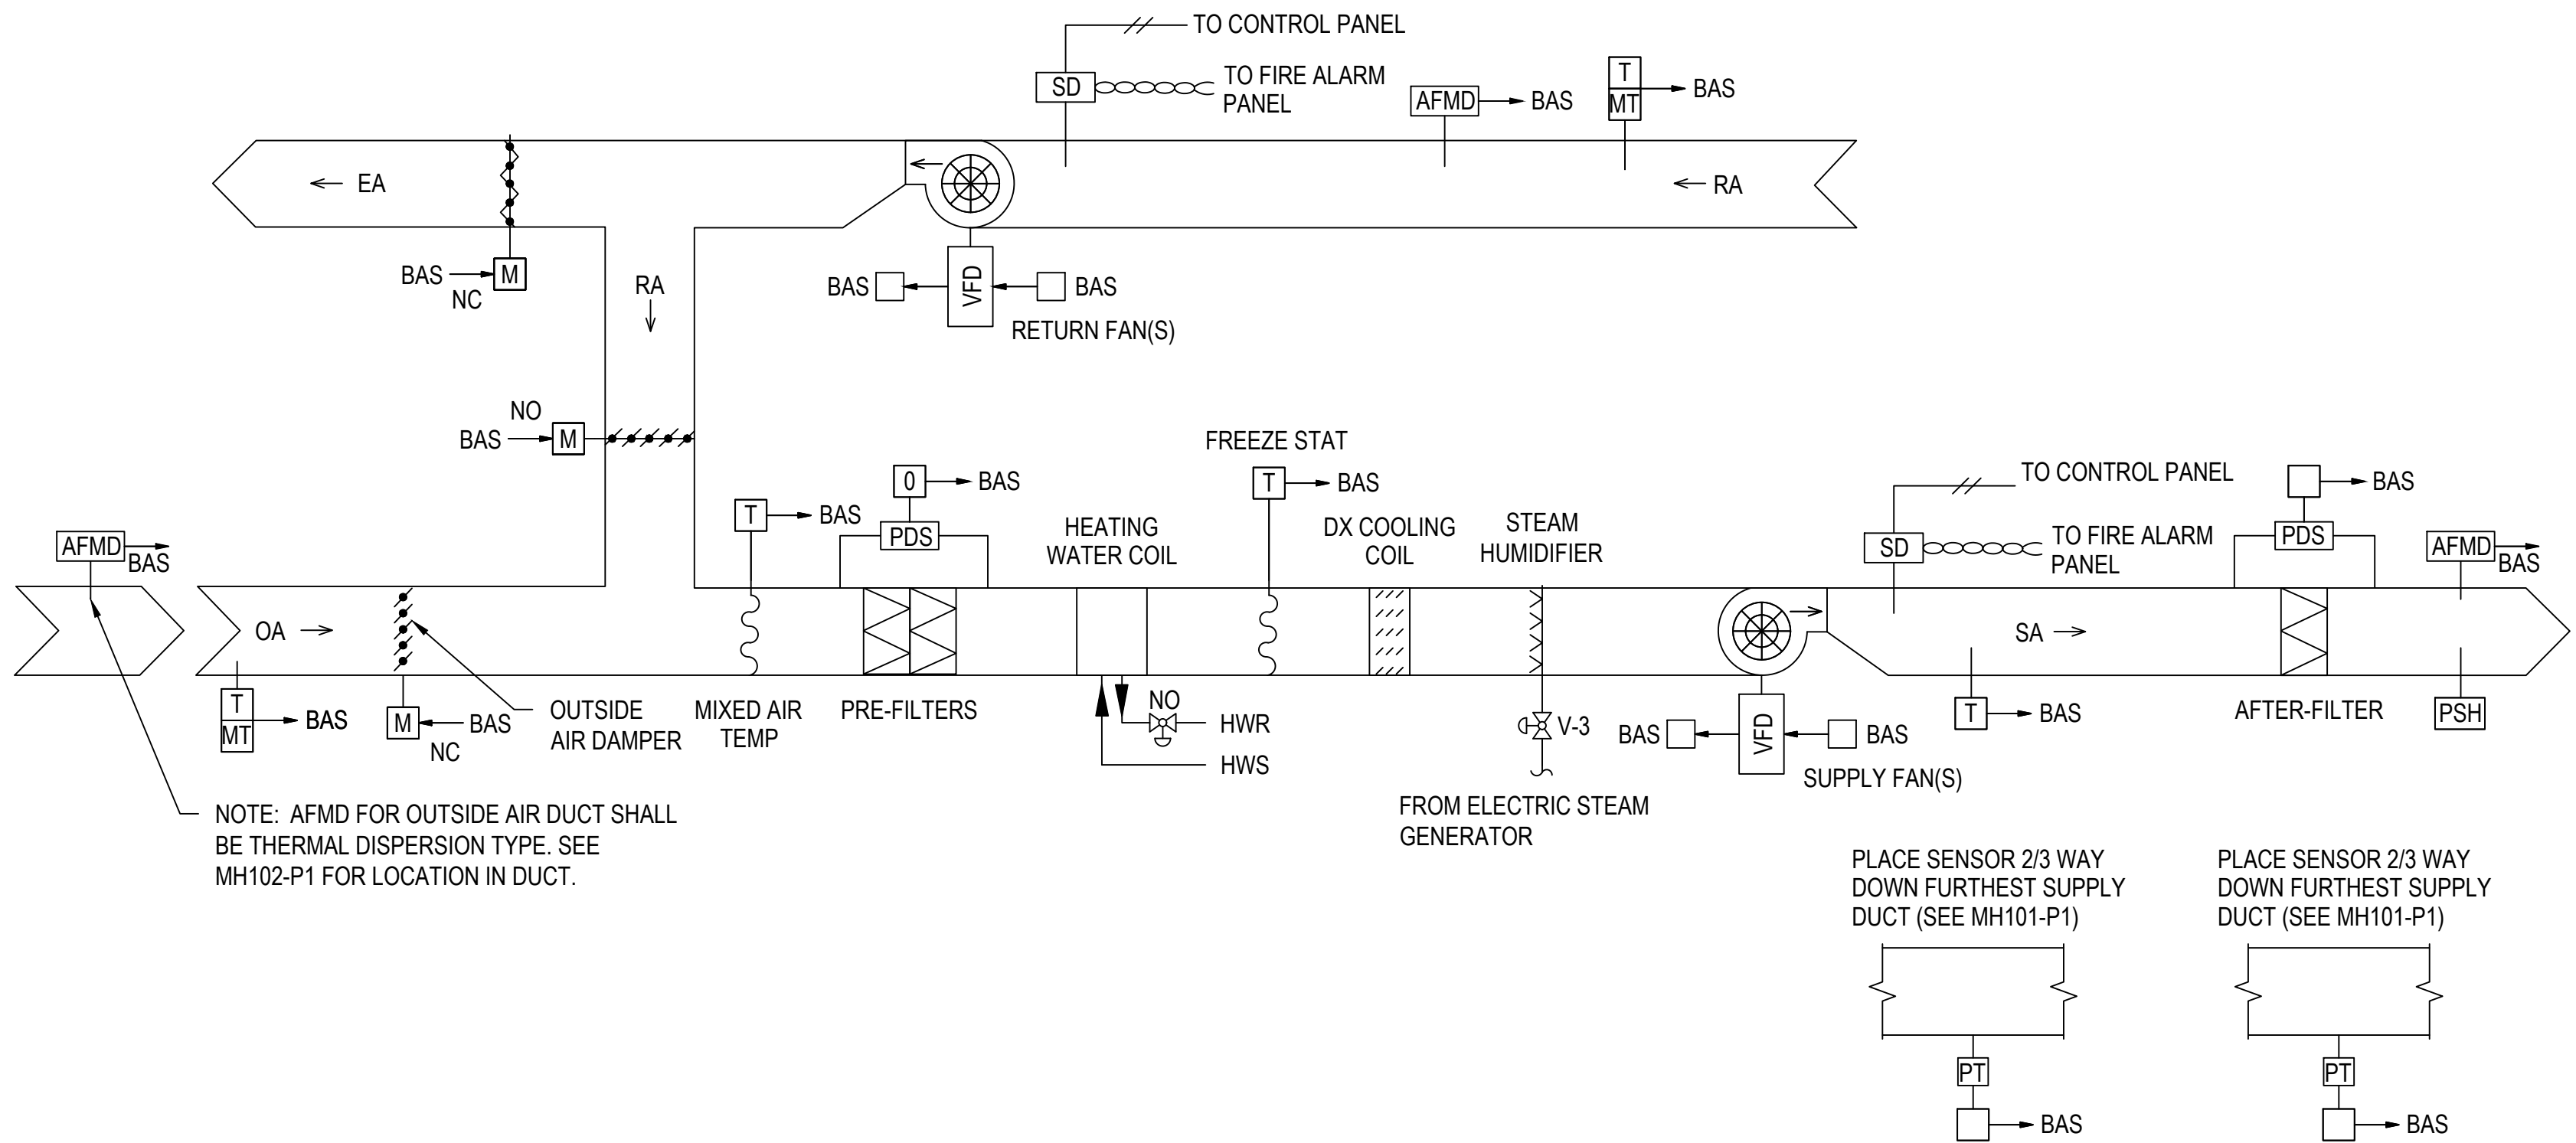 TO CONTROL PANEL
SD
TO FIRE ALARM
PANEL
AFMD
BAS
T
MT
BAS
EA
RA
BAS
M
NC
RA
BAS
VFD
BAS
RETURN FAN(S)
NO
BAS
M
FREEZE STAT
T
BAS
0
BAS
PDS
T
BAS
HEATING
WATER COIL
DX COOLING
COIL
STEAM
HUMIDIFIER
TO CONTROL PANEL
SD
TO FIRE ALARM
PANEL
BAS
PDS
AFMD
BAS
AFMD
BAS
OA
SA
T
MT
BAS
M
BAS
NC
OUTSIDE
AIR DAMPER
MIXED AIR
TEMP
PRE-FILTERS
NO
HWR
HWS
V-3
FROM ELECTRIC STEAM
GENERATOR
BAS
VFD
BAS
SUPPLY FAN(S)
T
BAS
AFTER-FILTER
PSH
NOTE: AFMD FOR OUTSIDE AIR DUCT SHALL
BE THERMAL DISPERSION TYPE. SEE
MH102-P1 FOR LOCATION IN DUCT.
PLACE SENSOR 2/3 WAY
DOWN FURTHEST SUPPLY
DUCT (SEE MH101-P1)
PT
BAS
PLACE SENSOR 2/3 WAY
DOWN FURTHEST SUPPLY
DUCT (SEE MH101-P1)
PT
BAS